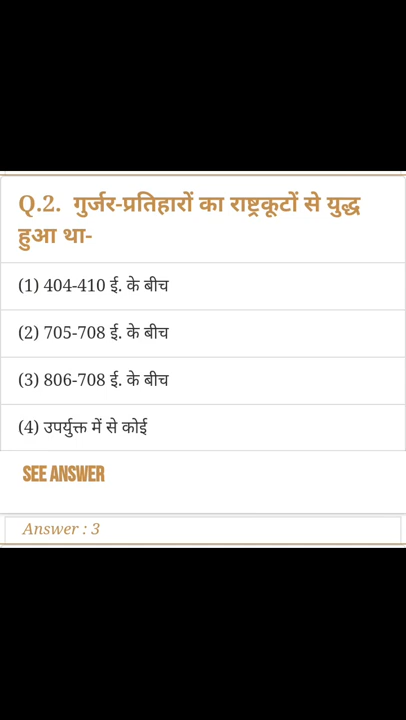 Q.2. गुर्जर-प्रतिहारों का राष्ट्रकूटों से युद्ध
हुआ था-
(1) 404-410 ई. के बीच
(2) 705-708 ई. के बीच
(3) 806-708 ई. के बीच
(4) उपर्युक्त में से कोई
SEE ANSWER
Answer : 3